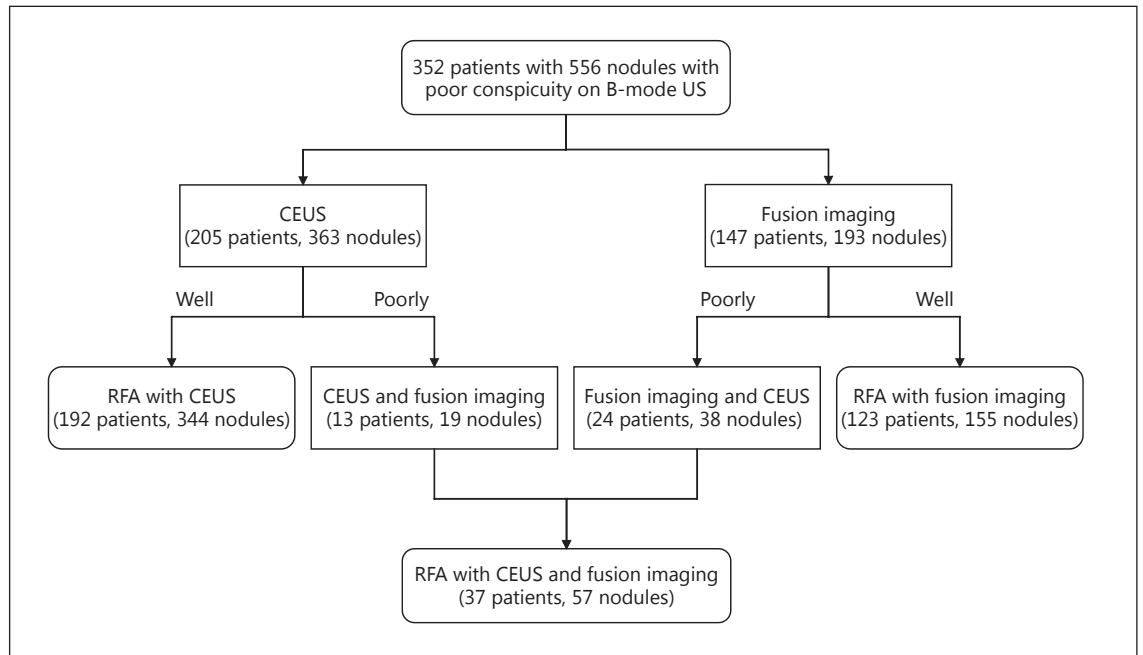 352 patients with 556 nodules with
poor conspicuity on B-mode US
CEUS
(205 patients, 363 nodules)
Fusion imaging
(147 patients, 193 nodules)
Well
Poorly
Poorly
Well
RFA with CEUS
(192 patients, 344 nodules)
CEUS and fusion imaging
(13 patients, 19 nodules)
Fusion imaging and CEUS
(24 patients, 38 nodules)
RFA with fusion imaging
(123 patients, 155 nodules)
RFA with CEUS and fusion imaging
(37 patients, 57 nodules)